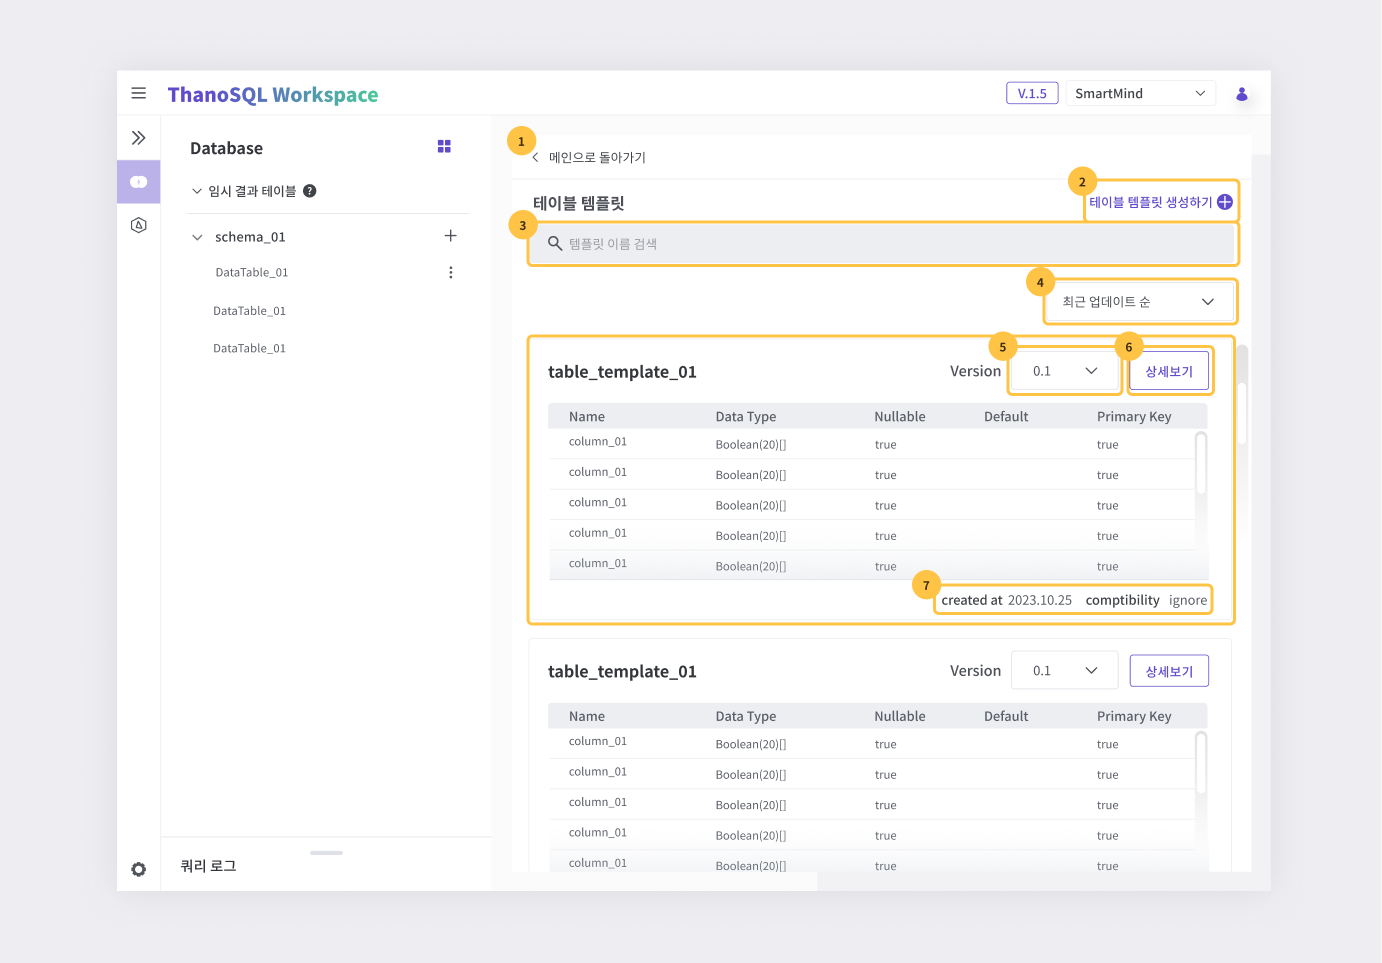 ThanoSQL Workspace
V.1.5
SmartMind
Database
임시 결과 테이블 ?
schema_01
DataTable_01
DataTable_01
DataTable_01
쿼리 로그
1
메인으로 돌아가기
2
테이블 템플릿
테이블 템플릿 생성하기
3
템플릿 이름 검색
4
최근 업데이트 순
5
6
table_template_01
Version 0.1 상세보기
Name Data Type Nullable Default Primary Key
column_01 Boolean(20)[] true true
column_01 Boolean(20)[] true true
column_01 Boolean(20)[] true true
column_01 Boolean(20)[] true true
column_01 Boolean(20)[] true true
7
created at 2023.10.25 comptibility ignore
table_template_01
Version 0.1 상세보기
Name Data Type Nullable Default Primary Key
column_01 Boolean(20)[] true true
column_01 Boolean(20)[] true true
column_01 Boolean(20)[] true true
column_01 Boolean(20)[] true true
column_01 Boolean(20)[] true true